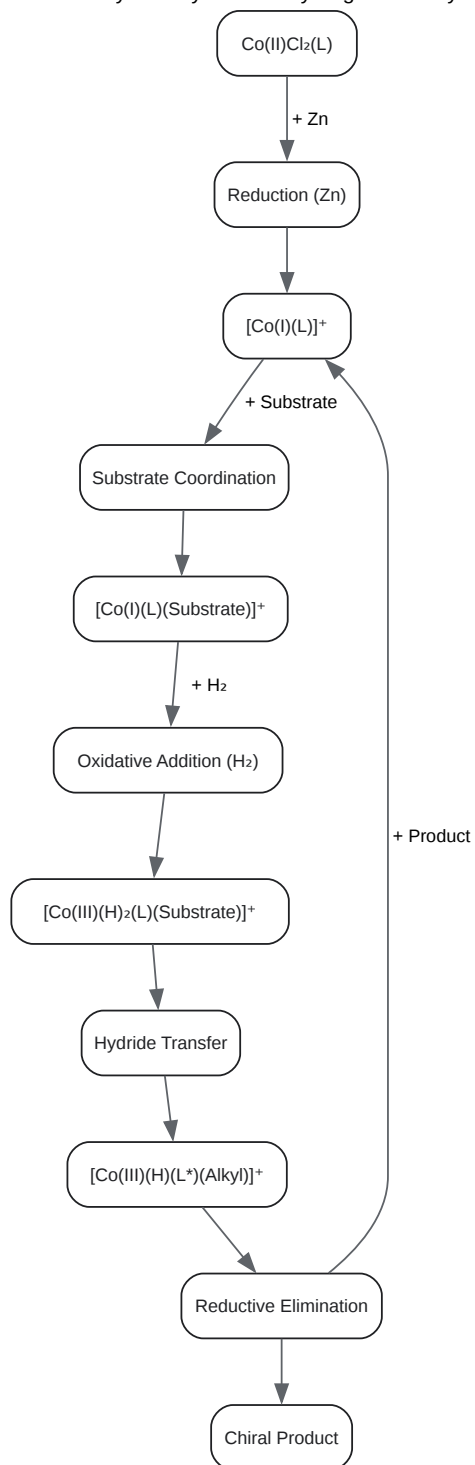 Co(II)Cl₂(L)
+ Zn
Reduction (Zn)
[Co(I)(L)]⁺
+ Substrate
Substrate Coordination
[Co(I)(L)(Substrate)]⁺
+ H₂
Oxidative Addition (H₂)
+ Product
[Co(III)(H)₂(L)(Substrate)]⁺
Hydride Transfer
[Co(III)(H)(L*)(Alkyl)]⁺
Reductive Elimination
Chiral Product